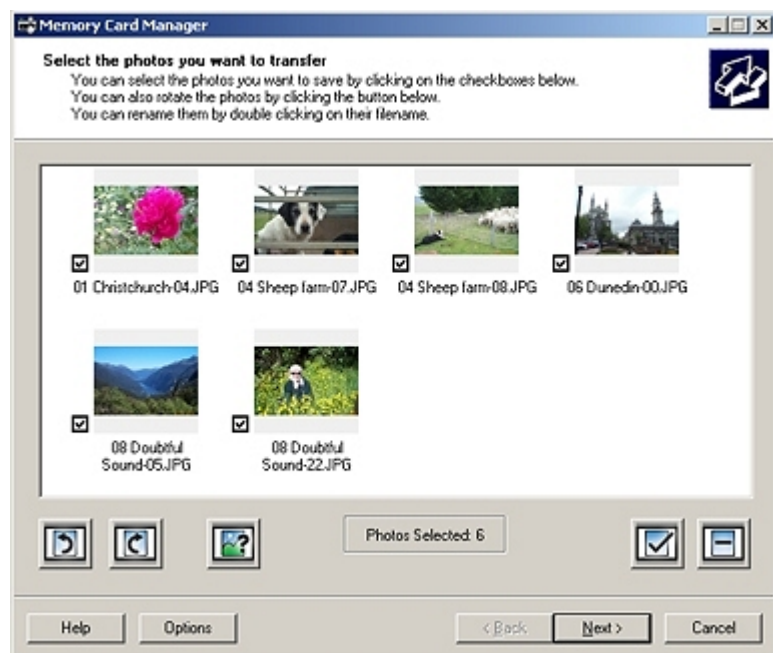 Memory Card Manager
Select the photos you want to transfer
You can select the photos you want to save by clicking on the checkboxes below.
You can also rotate the photos by clicking the button below.
You can rename them by double clicking on their filename.
01 Christchurch-04.JPG
04 Sheep farm-07.JPG
04 Sheep farm-08.JPG
06 Dunedin-00.JPG
08 Doubtful
Sound-05.JPG
08 Doubtful
Sound-22.JPG
Photos Selected: 6
Help
Options
< Back
Next >
Cancel